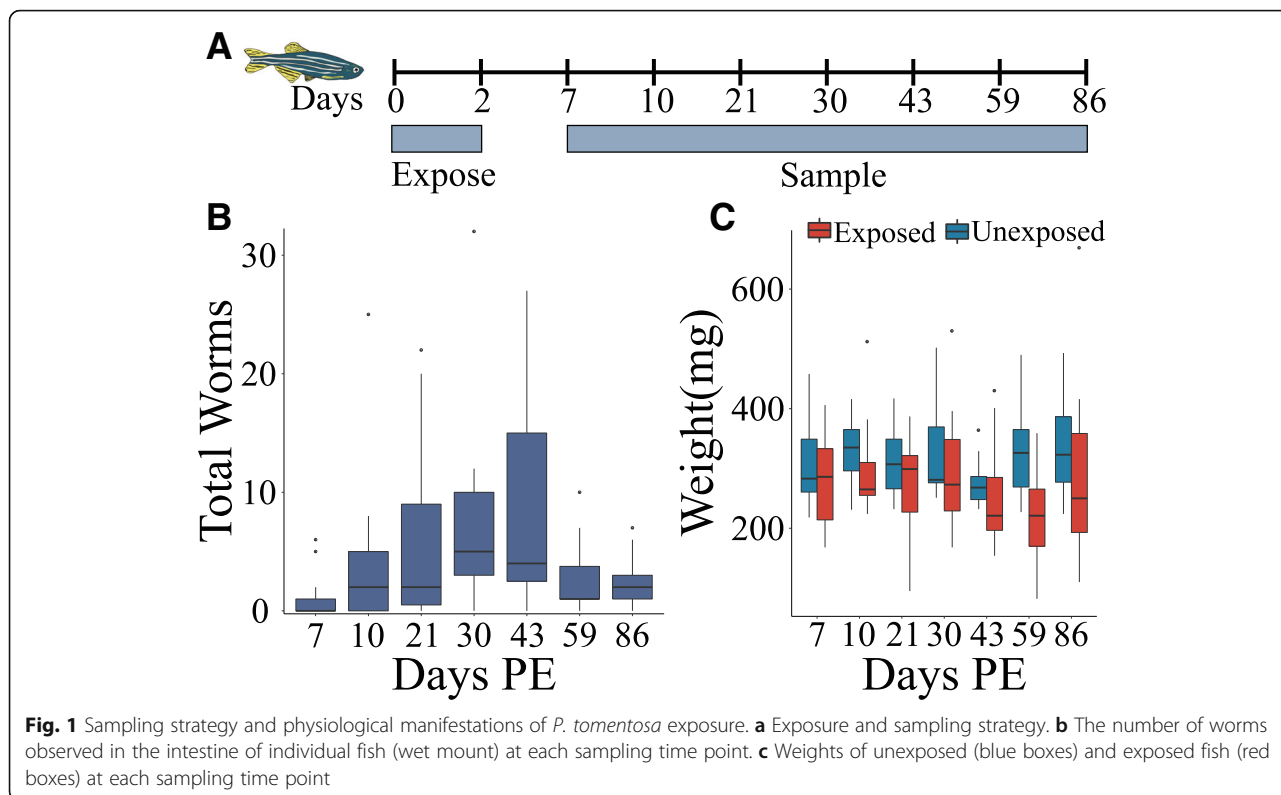 A
Days 0 2 7 10 21 30 43 59 86
Expose Sample
B
Total Worms
30
20
10
0
7 10 21 30 43 59 86
Days PE
C
Exposed Unexposed
Weight(mg)
600
400
200
7 10 21 30 43 59 86
Days PE
Fig. 1 Sampling strategy and physiological manifestations of P. tomentosa exposure. a Exposure and sampling strategy. b The number of worms
observed in the intestine of individual fish (wet mount) at each sampling time point. c Weights of unexposed (blue boxes) and exposed fish (red
boxes) at each sampling time point